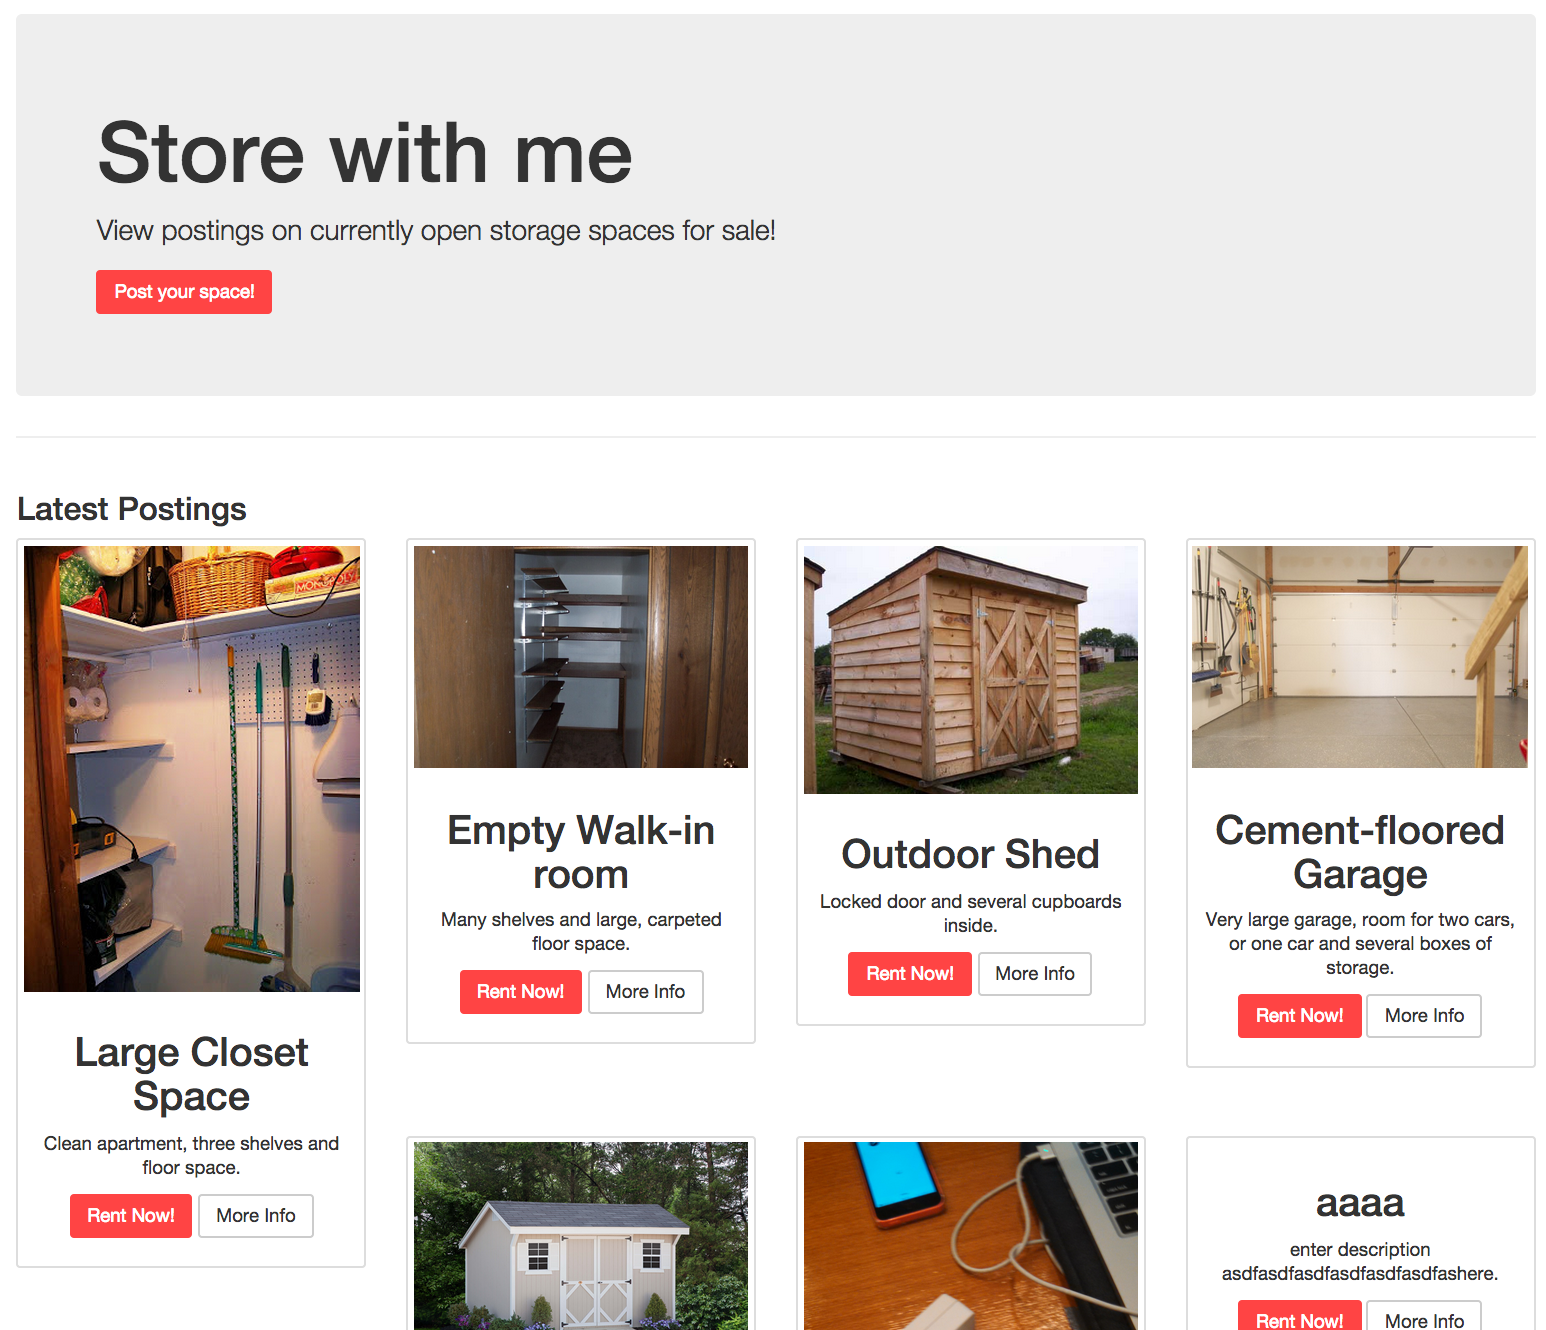 Store with me
View postings on currently open storage spaces for sale!
Post your space!
Latest Postings
MONOPOLY
Large Closet
Space
Clean apartment, three shelves and
floor space.
Rent Now!
More Info
Empty Walk-in
room
Many shelves and large, carpeted
floor space.
Rent Now!
More Info
Outdoor Shed
Locked door and several cupboards
inside.
Rent Now!
More Info
Cement-floored
Garage
Very large garage, room for two cars,
or one car and several boxes of
storage.
Rent Now!
More Info
aaaa
enter description
asdfasdfasdfasdfasdfasdfashere.
Rent Now!
More Info